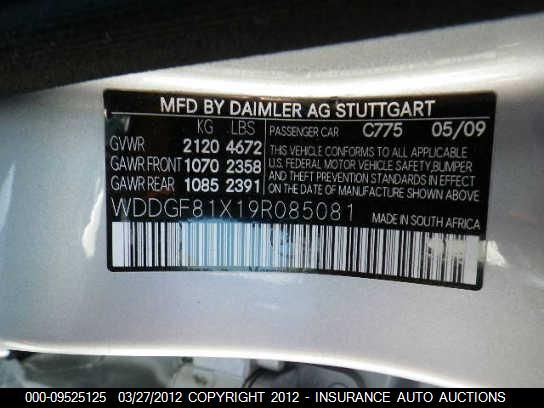 MFD BY DAIMLER AG STUTTGART
KG LBS PASSENGER CAR C775 05/09
GVWR 2120 4672
GAWR FRONT 1070 2358
GAWR REAR 1085 2391
THIS VEHICLE CONFORMS TO ALL APPLICABLE
U.S. FEDERAL MOTOR VEHICLE SAFETY,BUMPER
AND THEFT PREVENTION STANDARDS IN EFFECT
ON THE DATE OF MANUFACTURE SHOWN ABOVE.
WDDGF81X19R085081 MADE IN SOUTH AFRICA
000-09525125 03/27/2012 COPYRIGHT 2012 - INSURANCE AUTO AUCTIONS